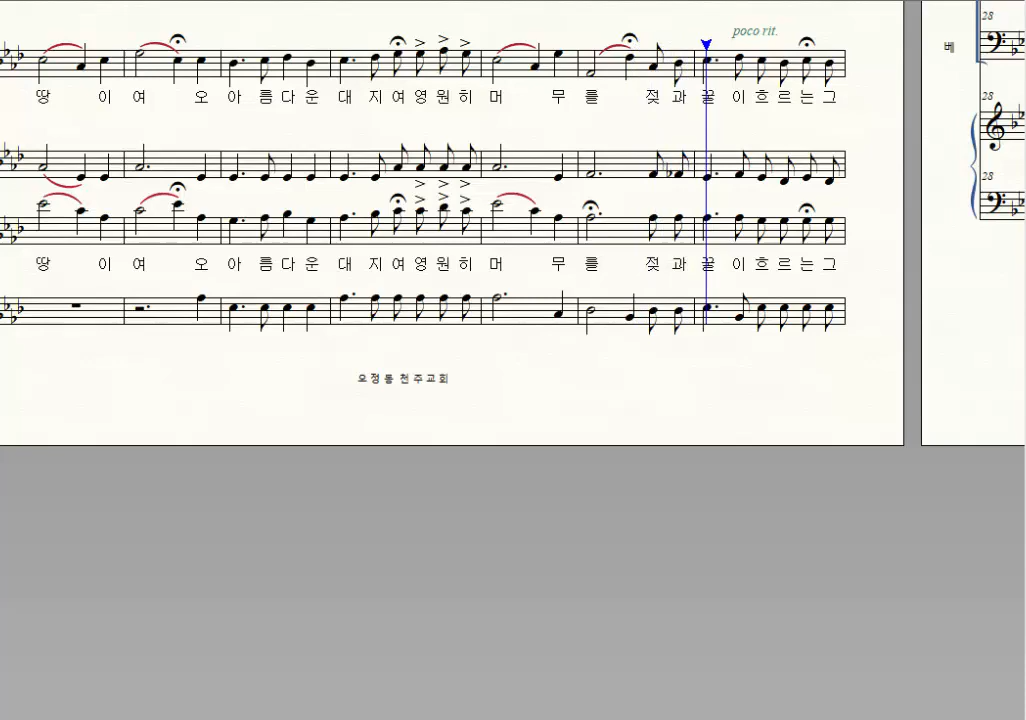 poco rit.
땅 이 여 오 아 름 다 운 대 지 여 영 원 히 머 무 를 젖 과 꿀 이 흐 르 는 그
땅 이 여 오 아 름 다 운 대 지 여 영 원 히 머 무 를 젖 과 꿀 이 흐 르 는 그
오 정 동 천 주 교 회
28
베
28
28